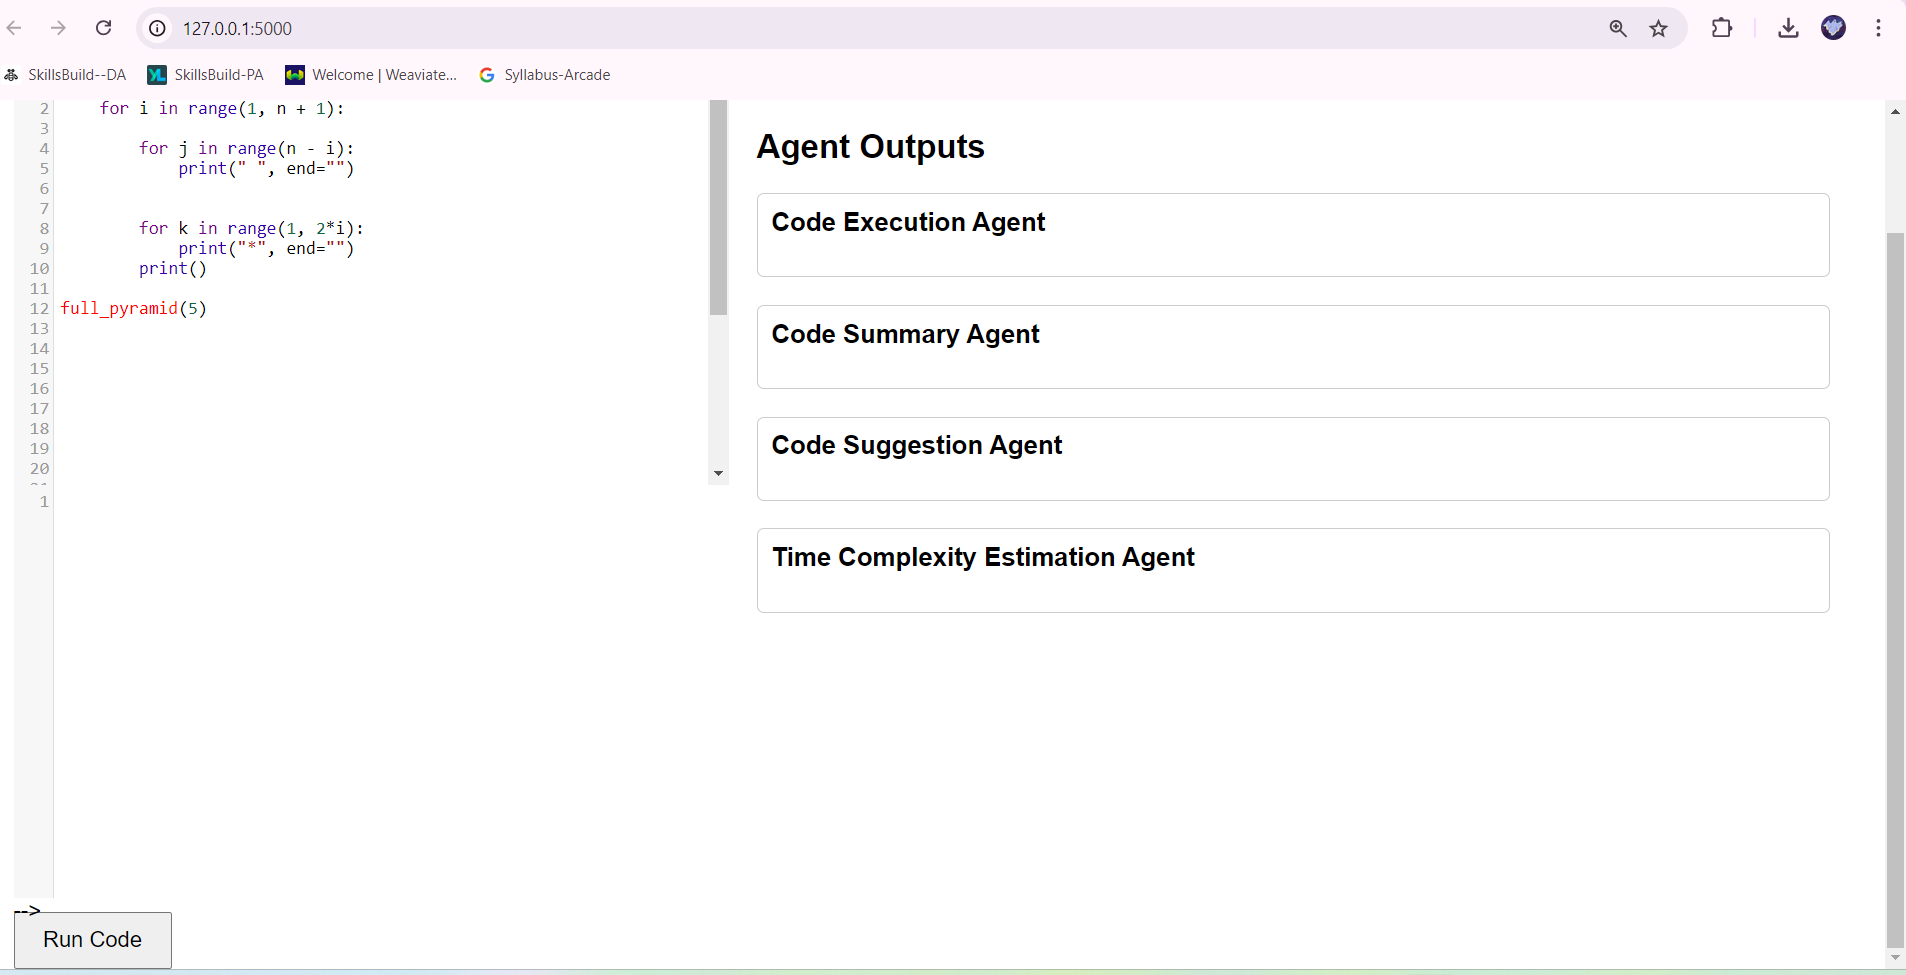 127.0.0.1:5000
SkillsBuild--DA
SkillsBuild-PA
Welcome | Weaviate...
Syllabus-Arcade
2     for i in range(1, n + 1):
3
4         for j in range(n - i):
5             print(" ", end="")
6
7
8         for k in range(1, 2*i):
9             print("*", end="")
10         print()
11
12 full_pyramid(5)
13
14
15
16
17
18
19
20
1
-->
Run Code
Agent Outputs
Code Execution Agent
Code Summary Agent
Code Suggestion Agent
Time Complexity Estimation Agent